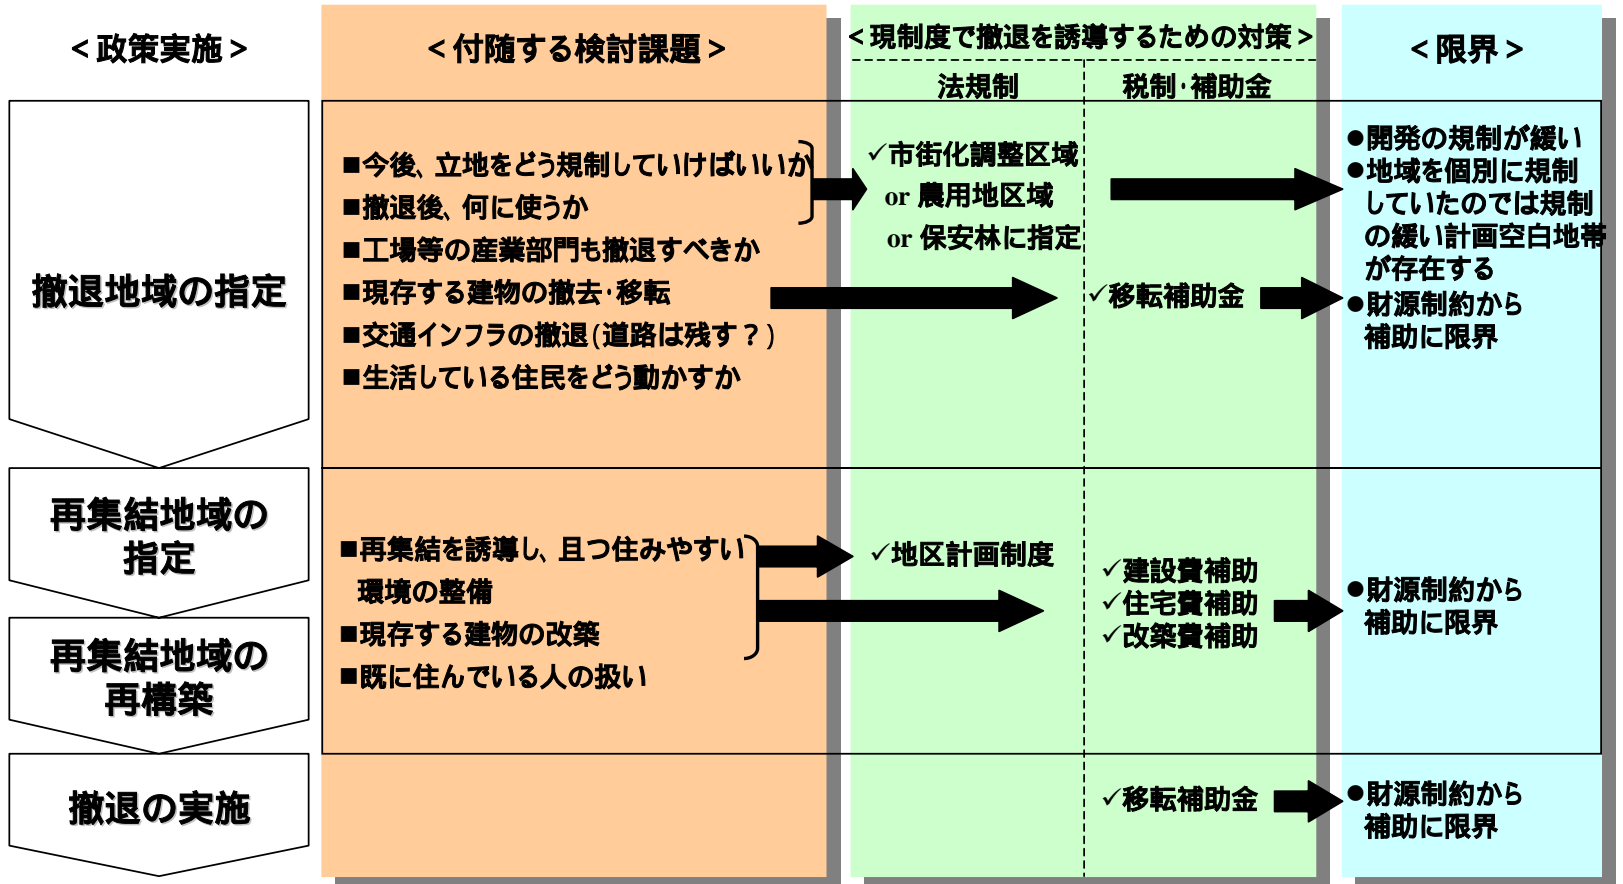 ＜政策実施＞
＜付随する検討課題＞
＜現制度で撤退を誘導するための対策＞
＜限界＞
法規制
税制・補助金
撤退地域の指定
■今後、立地をどう規制していけばいいか
■撤退後、何に使うか
■工場等の産業部門も撤退すべきか
■現存する建物の撤去・移転
■交通インフラの撤退(道路は残す？)
■生活している住民をどう動かすか
✓市街化調整区域
or 農用地区域
or 保安林に指定
✓移転補助金
●開発の規制が緩い
●地域を個別に規制
していたのでは規制
の緩い計画空白地帯
が存在する
●財源制約から
補助に限界
再集結地域の
指定
再集結地域の
再構築
■再集結を誘導し、且つ住みやすい
環境の整備
■現存する建物の改築
■既に住んでいる人の扱い
✓地区計画制度
✓建設費補助
✓住宅費補助
✓改築費補助
●財源制約から
補助に限界
撤退の実施
✓移転補助金
●財源制約から
補助に限界